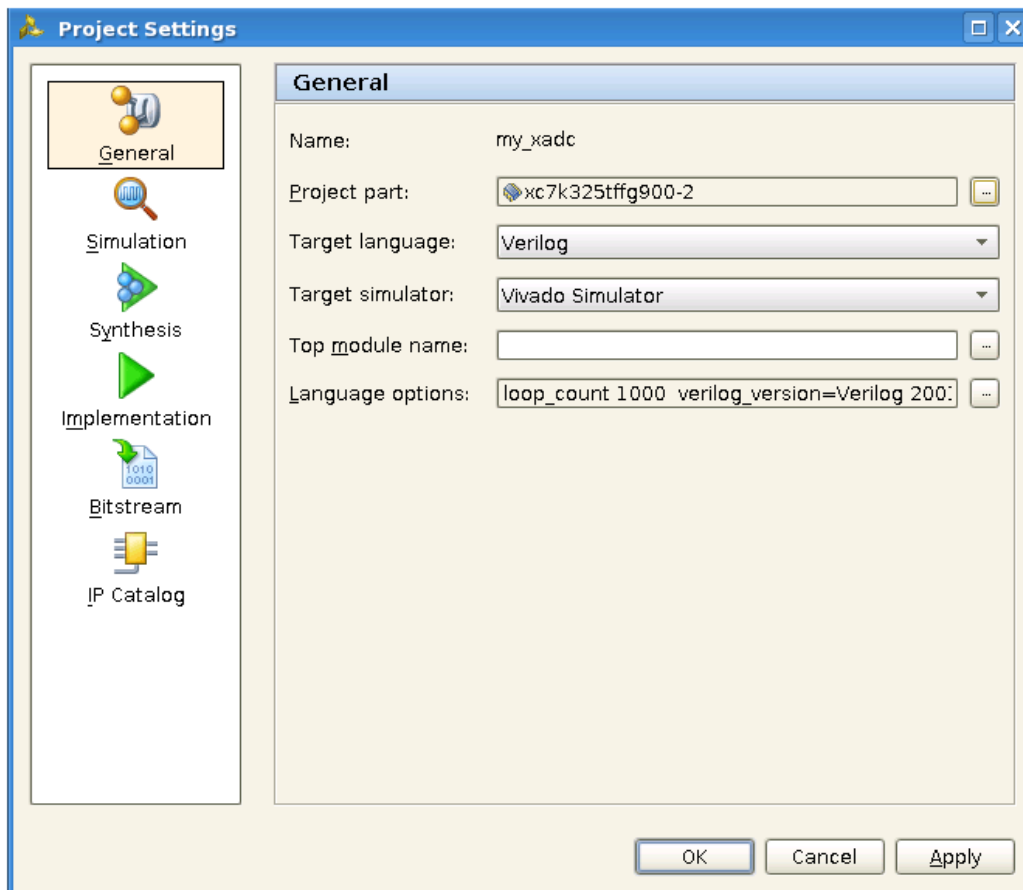 Project Settings
General
Simulation
Synthesis
Implementation
Bitstream
IP Catalog
General
Name: my_xadc
Project part: xc7k325tffg900-2 ...
Target language: Verilog
Target simulator: Vivado Simulator
Top module name: ...
Language options: loop_count 1000 verilog_version=Verilog 2001 ...
OK Cancel Apply